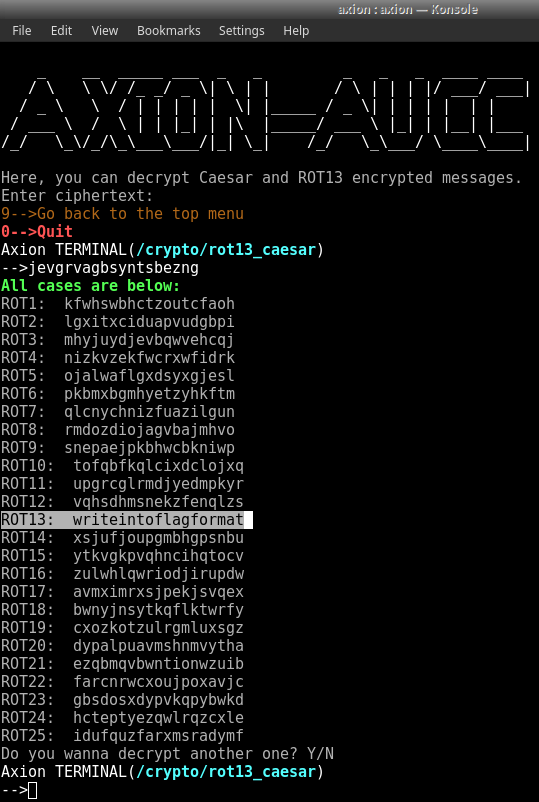 axion : axion — Konsole
File Edit View Bookmarks Settings Help
AXION-AUCC
Here, you can decrypt Caesar and ROT13 encrypted messages.
Enter ciphertext:
9-->Go back to the top menu
0-->Quit
Axion TERMINAL(/crypto/rot13_caesar)
-->jevgrvagbsyntsbezng
All cases are below:
ROT1: kfwhswbhctzoutcfaoh
ROT2: lgxitxciduapvudgbpi
ROT3: mhyjuydjevbqwvehcqj
ROT4: nizkvzekfwcrxwfidrk
ROT5: ojalwaflgxdsyxgjesl
ROT6: pkbmxbgmhyetzyhkftm
ROT7: qlcnychnizfuazilgun
ROT8: rmdozdiojagvbajmhvo
ROT9: snepaejpkbhwcbkniwp
ROT10: tofqbfkqlcixdclojxq
ROT11: upgrcglrmdjyedmpkyr
ROT12: vqhsdhmsnekzfenqlzs
ROT13: writeintoflagformat
ROT14: xsjufjoupgmbhgpsnbu
ROT15: ytkvgkpvqhncihqtocv
ROT16: zulwhlqwriodjirupdw
ROT17: avmximrxsjpekjsvqex
ROT18: bwnyjnsytkqflktwrfy
ROT19: cxozkotzulrgmluxsgz
ROT20: dypalpuavmshnmvytha
ROT21: ezqbmqvbwntionwzuib
ROT22: farcnrwcxoujpoxavjc
ROT23: gbsdosxdypvkqpybwkd
ROT24: hcteptyezqwlrqzcxle
ROT25: idufquzfarxmsradymf
Do you wanna decrypt another one? Y/N
Axion TERMINAL(/crypto/rot13_caesar)
-->